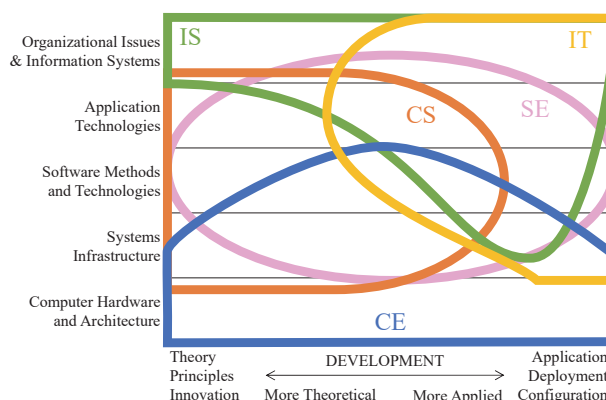 Organizational Issues
& Information Systems
Application
Technologies
Software Methods
and Technologies
Systems
Infrastructure
Computer Hardware
and Architecture
IS
IT
CS
SE
CE
Theory
Principles
Innovation
DEVELOPMENT
More Theoretical
More Applied
Application
Deployment
Configuration